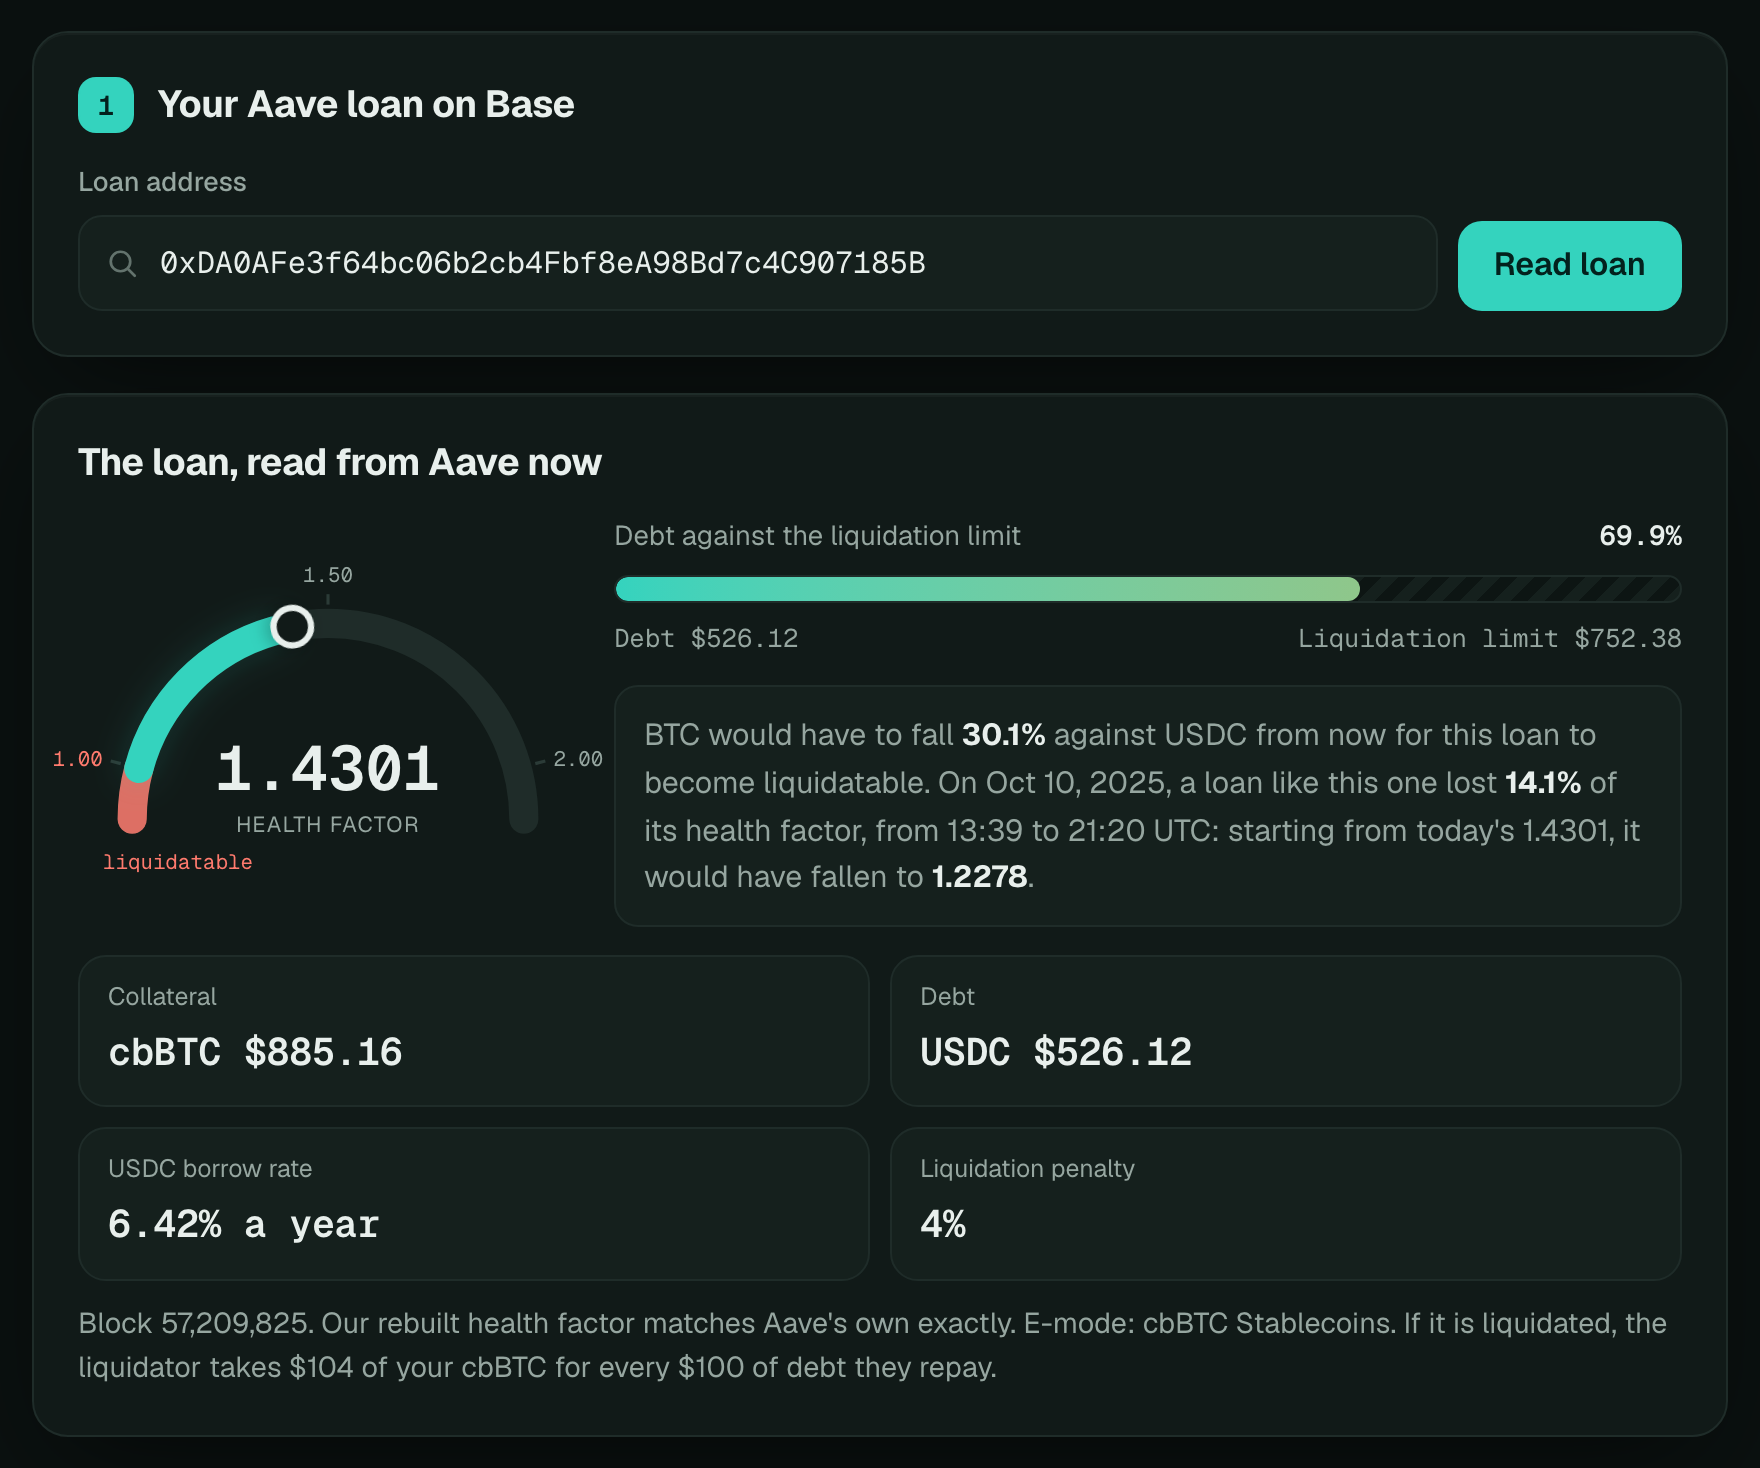 1 Your Aave loan on Base
Loan address
0xDA0AFe3f64bc06b2cb4Fbf8eA98Bd7c4C907185B
Read loan
The loan, read from Aave now
Debt against the liquidation limit 69.9%
Debt $526.12 Liquidation limit $752.38
1.50
1.00
2.00
1.4301
HEALTH FACTOR
liquidatable
BTC would have to fall 30.1% against USDC from now for this loan to
become liquidatable. On Oct 10, 2025, a loan like this one lost 14.1% of
its health factor, from 13:39 to 21:20 UTC: starting from today's 1.4301, it
would have fallen to 1.2278.
Collateral
cbBTC $885.16
Debt
USDC $526.12
USDC borrow rate
6.42% a year
Liquidation penalty
4%
Block 57,209,825. Our rebuilt health factor matches Aave's own exactly. E-mode: cbBTC Stablecoins. If it is liquidated, the
liquidator takes $104 of your cbBTC for every $100 of debt they repay.